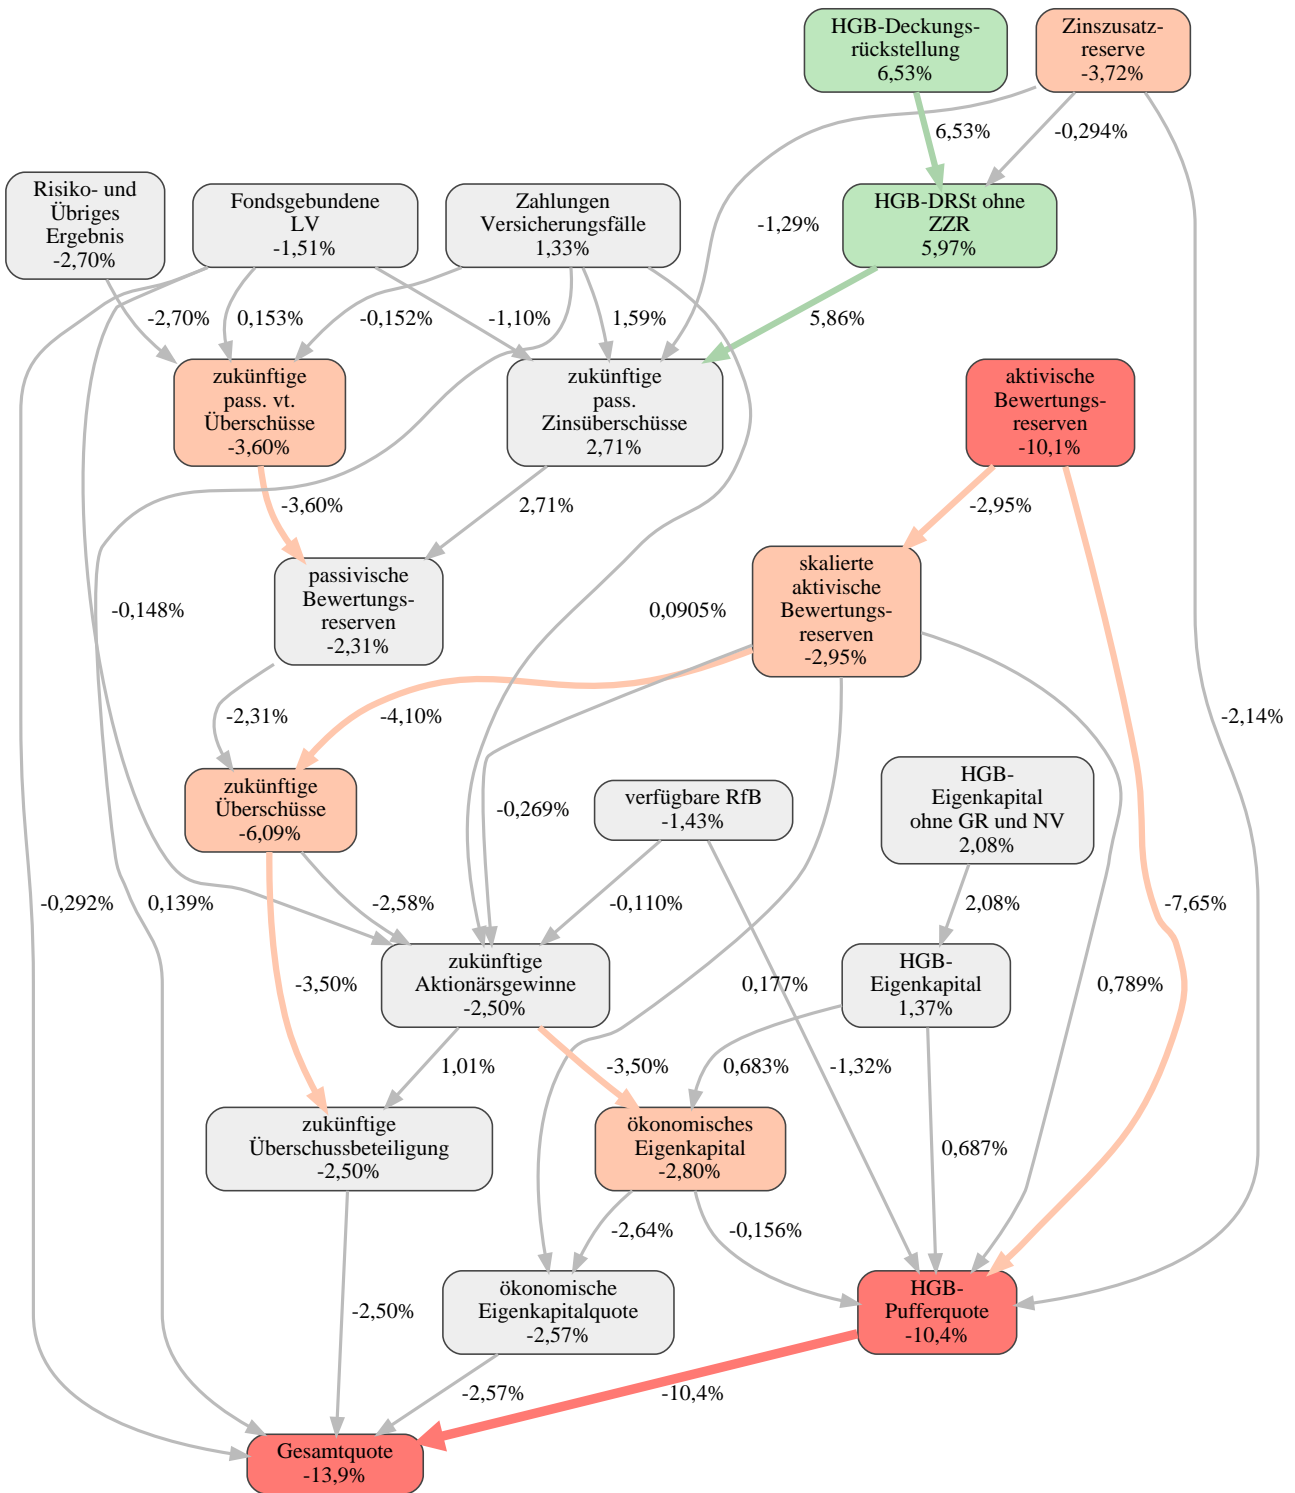 HGB-Deckungs-
rückstellung
6,53%
Zinszusatz-
reserve
-3,72%
6,53%
-0,294%
Risiko- und
Übriges
Ergebnis
-2,70%
Fondsgebundene
LV
-1,51%
Zahlungen
Versicherungsfälle
1,33%
HGB-DRSt ohne
ZZR
5,97%
-1,29%
-2,70%
0,153%
-0,152%
-1,10%
1,59%
5,86%
zukünftige
pass. vt.
Überschüsse
-3,60%
zukünftige
pass.
Zinsüberschüsse
2,71%
aktivische
Bewertungs-
reserven
-10,1%
-3,60%
2,71%
-2,95%
passivische
Bewertungs-
reserven
-2,31%
skalierte
aktivische
Bewertungs-
reserven
-2,95%
-0,148%
0,0905%
-2,31%
-4,10%
-2,14%
zukünftige
Überschüsse
-6,09%
verfügbare RfB
-1,43%
HGB-
Eigenkapital
ohne GR und NV
2,08%
-0,269%
-0,292%
0,139%
-2,58%
-0,110%
2,08%
-7,65%
zukünftige
Aktionärsgewinne
-2,50%
HGB-
Eigenkapital
1,37%
-3,50%
0,177%
0,789%
1,01%
-3,50%
0,683%
-1,32%
zukünftige
Überschussbeteiligung
-2,50%
ökonomisches
Eigenkapital
-2,80%
0,687%
-2,64%
-0,156%
ökonomische
Eigenkapitalquote
-2,57%
HGB-
Pufferquote
-10,4%
-2,50%
-2,57%
-10,4%
Gesamtquote
-13,9%